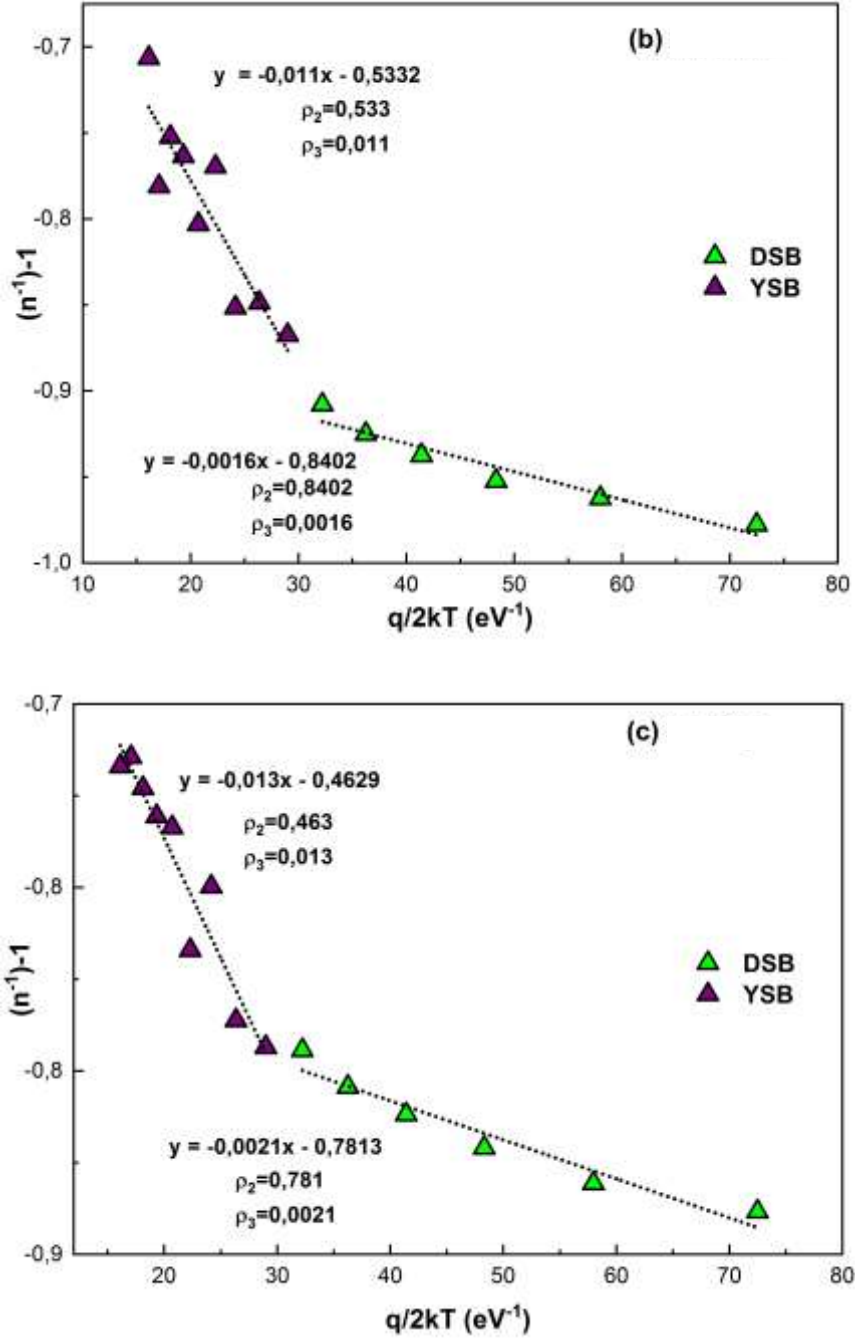 (b)
y = -0,011x - 0,5332
ρ₂=0,533
ρ₃=0,011
DSB
YSB
y = -0,0016x - 0,8402
ρ₂=0,8402
ρ₃=0,0016
-0,7
-0,8
-0,9
-1,0
(n⁻¹)-1
10 20 30 40 50 60 70 80
q/2kT (eV⁻¹)
(c)
y = -0,013x - 0,4629
ρ₂=0,463
ρ₃=0,013
DSB
YSB
y = -0,0021x - 0,7813
ρ₂=0,781
ρ₃=0,0021
-0,7
-0,8
-0,8
-0,9
(n⁻¹)-1
20 30 40 50 60 70 80
q/2kT (eV⁻¹)